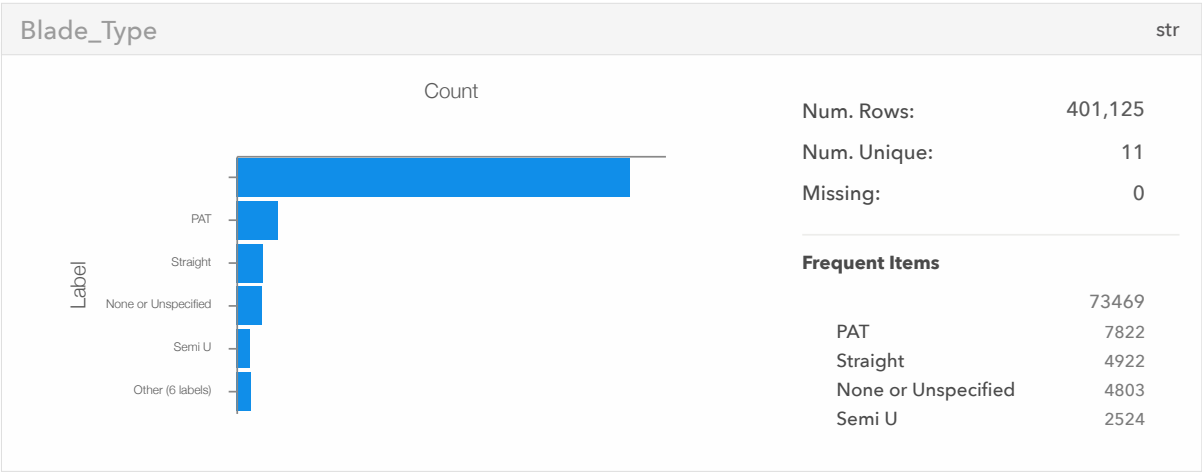 Blade_Type str
Count
Label
PAT
Straight
None or Unspecified
Semi U
Other (6 labels)
Num. Rows: 401,125
Num. Unique: 11
Missing: 0
Frequent Items
73469
PAT 7822
Straight 4922
None or Unspecified 4803
Semi U 2524